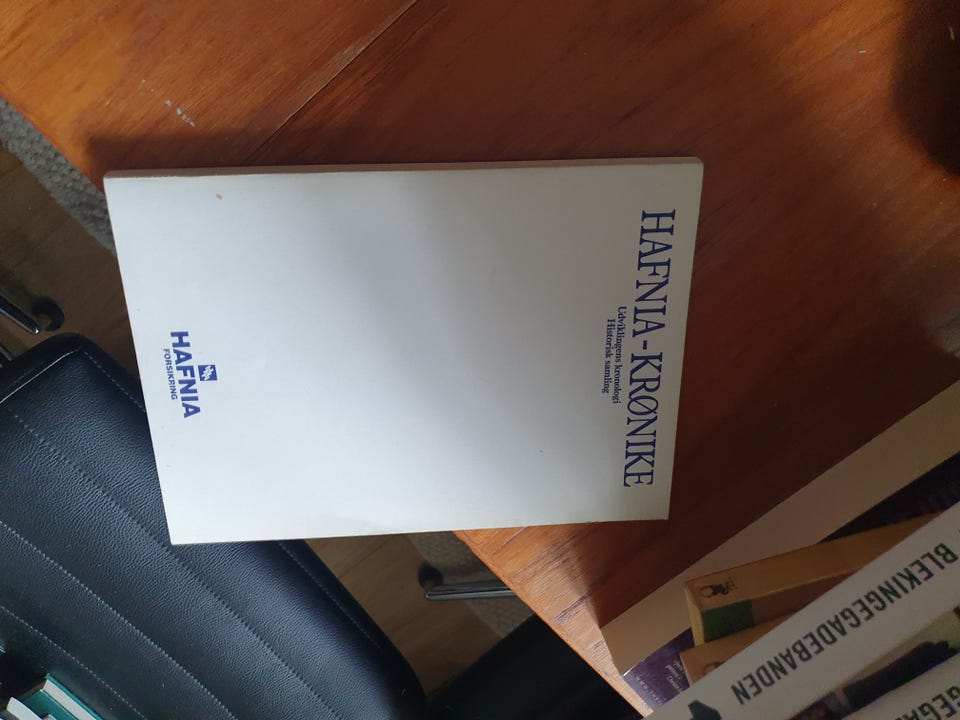 HAFNIA-KRØNIKE
Udviklingens kronologi
Historisk samling
HAFNIA
FORSIKRING
BLEKINGEGADEBANDEN